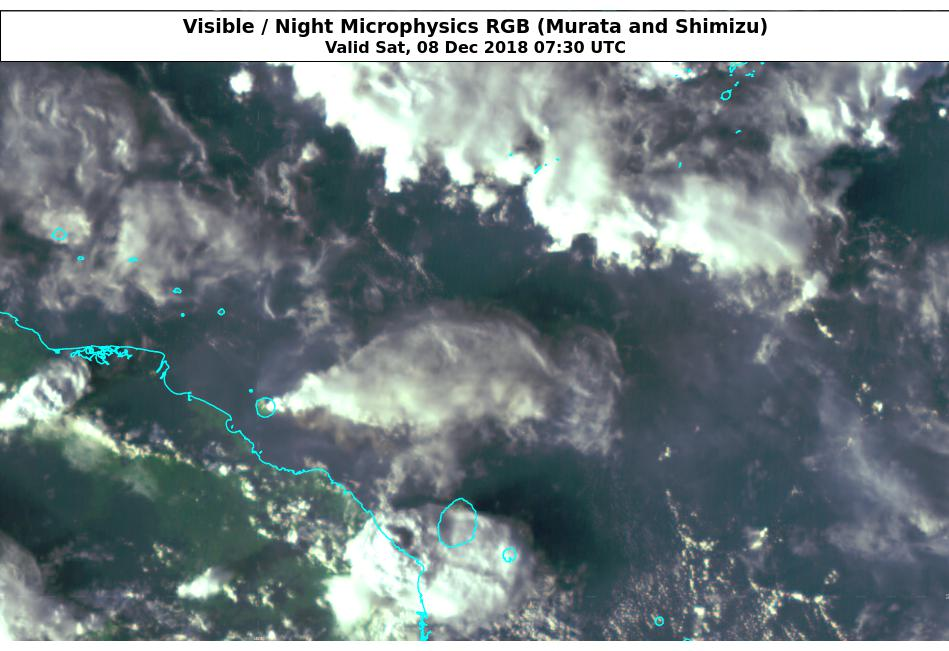 Visible / Night Microphysics RGB (Murata and Shimizu)
Valid Sat, 08 Dec 2018 07:30 UTC